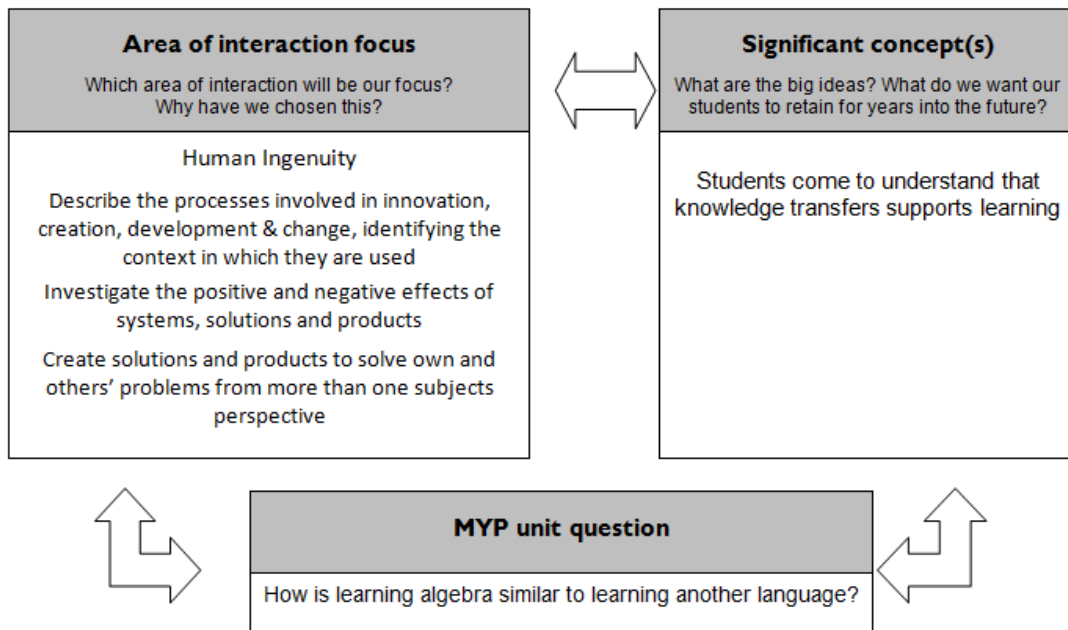 Area of interaction focus
Which area of interaction will be our focus?
Why have we chosen this?
Human Ingenuity
Describe the processes involved in innovation,
creation, development & change, identifying the
context in which they are used
Investigate the positive and negative effects of
systems, solutions and products
Create solutions and products to solve own and
others’ problems from more than one subjects
perspective
Significant concept(s)
What are the big ideas? What do we want our
students to retain for years into the future?
Students come to understand that
knowledge transfers supports learning
MYP unit question
How is learning algebra similar to learning another language?